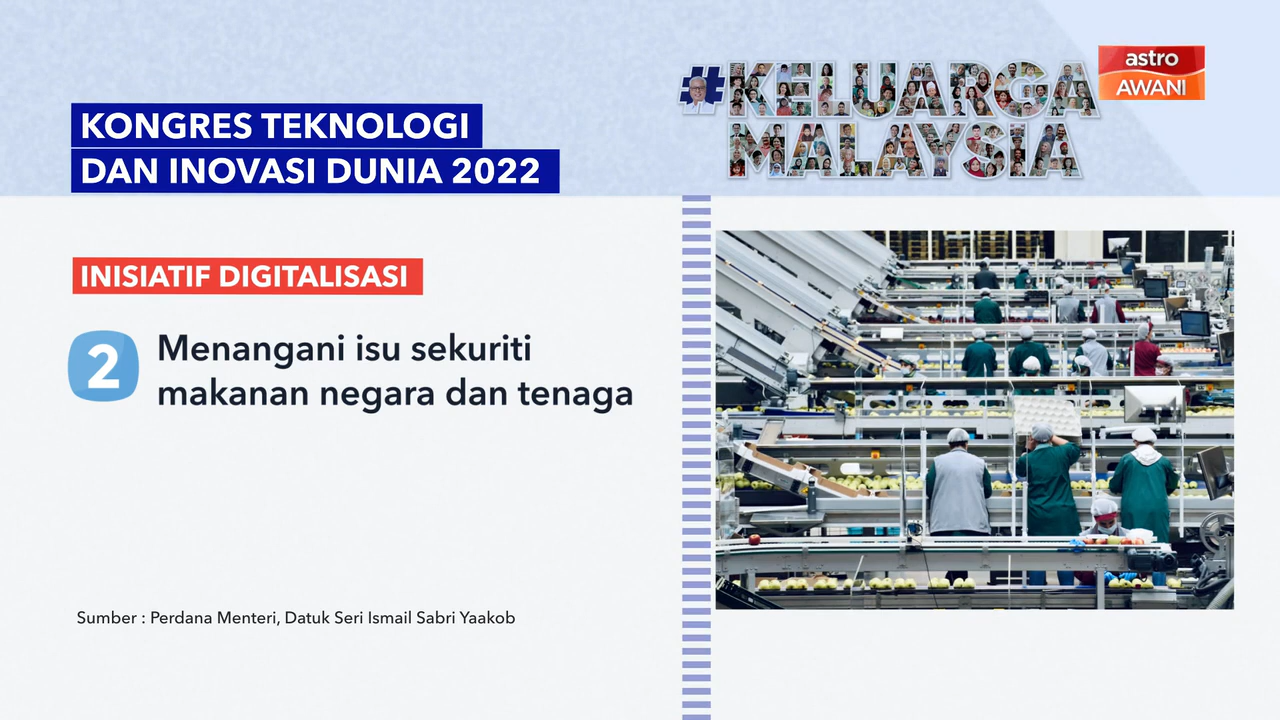 #KELUARGA
MALAYSIA
astro
AWANI
KONGRES TEKNOLOGI
DAN INOVASI DUNIA 2022
INISIATIF DIGITALISASI
2 Menangani isu sekuriti
makanan negara dan tenaga
Sumber : Perdana Menteri, Datuk Seri Ismail Sabri Yaakob